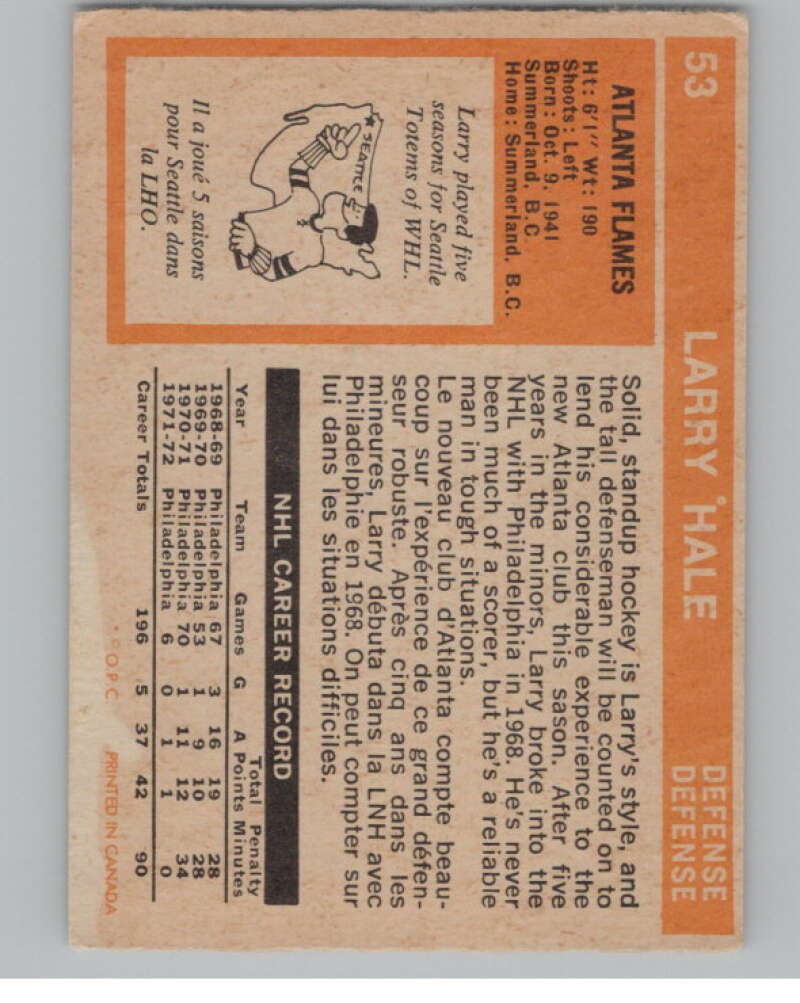 53 LARRY HALE DEFENSE
DEFENSE
ATLANTA FLAMES
Ht: 6'1" Wt: 190
Shoots: Left
Born: Oct. 9, 1941
Summerland, B.C.
Home: Summerland, B.C.
Larry played five
seasons for Seattle
Totems of WHL.
SEATTLE
Il a joué 5 saisons
pour Seattle dans
la LHO.
Solid, standup hockey is Larry's style, and
the tall defenseman will be counted on to
lend his considerable experience to the
new Atlanta club this sason. After five
years in the minors, Larry broke into the
NHL with Philadelphia in 1968. He's never
been much of a scorer, but he's a reliable
man in tough situations.
Le nouveau club d'Atlanta compte beau-
coup sur l'expérience de ce grand défen-
seur robuste. Après cinq ans dans les
mineures, Larry débuta dans la LNH avec
Philadelphie en 1968. On peut compter sur
lui dans les situations difficiles.
NHL CAREER RECORD
Total Penalty
Year Team Games G A Points Minutes
1968-69 Philadelphia 67 3 16 19 28
1969-70 Philadelphia 53 1 9 10 28
1970-71 Philadelphia 70 1 11 12 34
1971-72 Philadelphia 6 0 1 1 0
Career Totals 196 5 37 42 90
© O.P.C. PRINTED IN CANADA